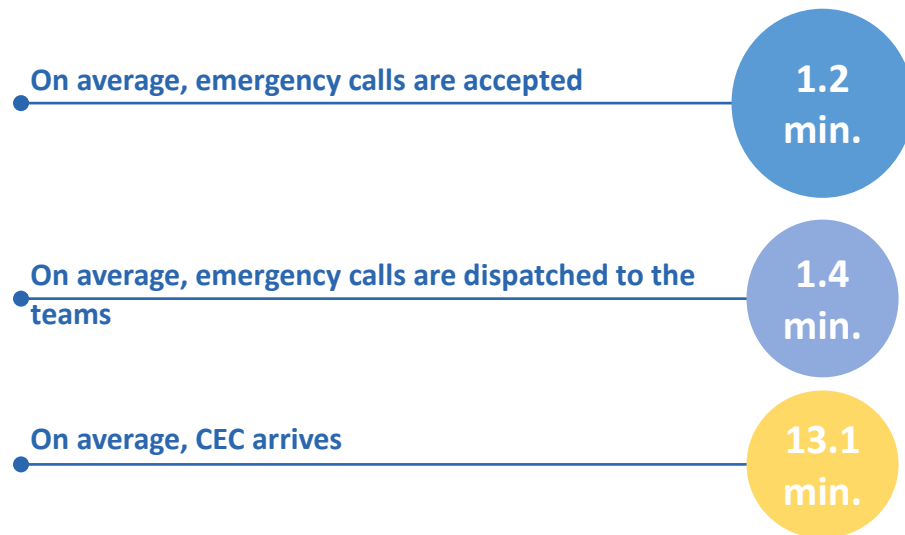 On average, emergency calls are accepted
1.2
min.
On average, emergency calls are dispatched to the
teams
1.4
min.
On average, CEC arrives
13.1
min.